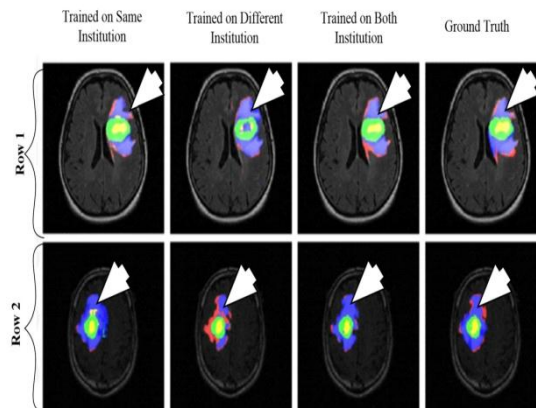 Trained on Same
Institution
Trained on Different
Institution
Trained on Both
Institution
Ground Truth
Row 1
Row 2